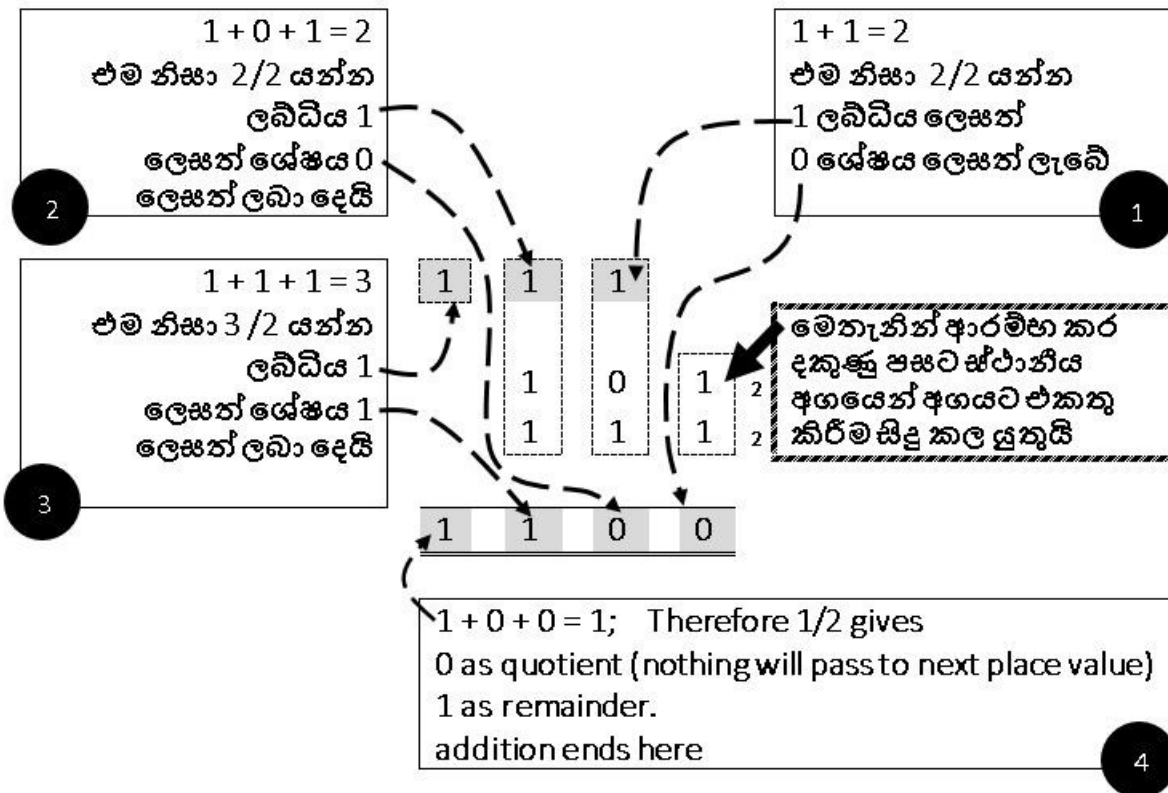 1 + 0 + 1 = 2
එම නිසා 2/2 යන්න
ලබ්ධිය 1
ලෙසත් ශේෂය 0
ලෙසත් ලබා දෙයි
2
1 + 1 = 2
එම නිසා 2/2 යන්න
1 ලබ්ධිය ලෙසත්
0 ශේෂය ලෙසත් ලැබේ
1
1 + 1 + 1 = 3
එම නිසා 3 /2 යන්න
ලබ්ධිය 1
ලෙසත් ශේෂය 1
ලෙසත් ලබා දෙයි
3
1 1 1
1 0 1 2
1 1 1 2
1 1 0 0
මෙතැනින් ආරම්භ කර
දකුණු පසට ස්ථානීය
අගයෙන් අගයට එකතු
කිරීම සිදු කල යුතුයි
1 + 0 + 0 = 1; Therefore 1/2 gives
0 as quotient (nothing will pass to next place value)
1 as remainder.
addition ends here
4